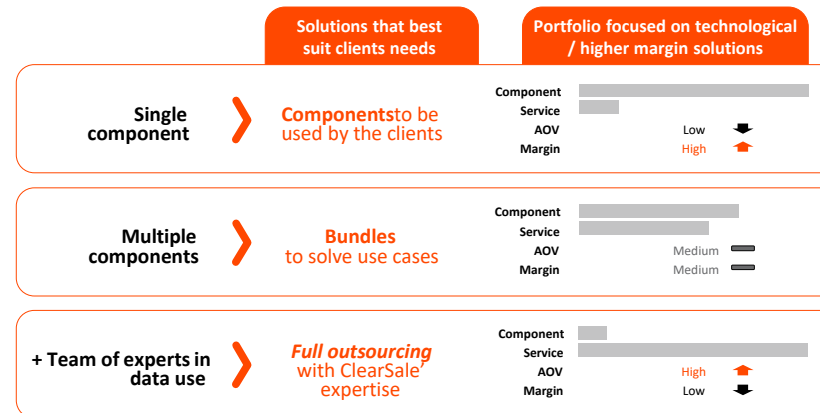 Solutions that best
suit clients needs
Portfolio focused on technological
/ higher margin solutions
Single
component
Componentsto be
used by the clients
Component
Service
AOV Low
Margin High
Multiple
components
Bundles
to solve use cases
Component
Service
AOV Medium
Margin Medium
+ Team of experts in
data use
Full outsourcing
with ClearSale’
expertise
Component
Service
AOV High
Margin Low